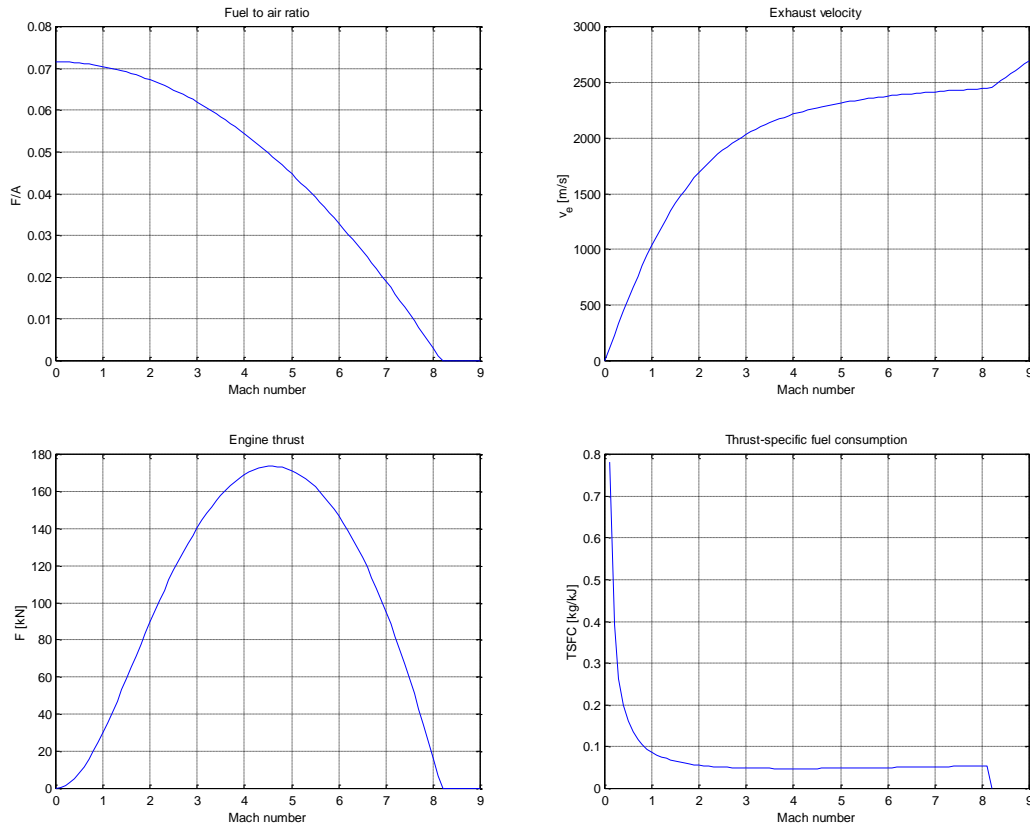 Fuel to air ratio
0.08
0.07
0.06
0.05
0.04
0.03
0.02
0.01
0
F/A
0 1 2 3 4 5 6 7 8 9
Mach number
Exhaust velocity
3000
2500
2000
1500
1000
500
0
v_e [m/s]
0 1 2 3 4 5 6 7 8 9
Mach number
Engine thrust
180
160
140
120
100
80
60
40
20
0
F [kN]
0 1 2 3 4 5 6 7 8 9
Mach number
Thrust-specific fuel consumption
0.8
0.7
0.6
0.5
0.4
0.3
0.2
0.1
0
TSFC [kg/kJ]
0 1 2 3 4 5 6 7 8 9
Mach number